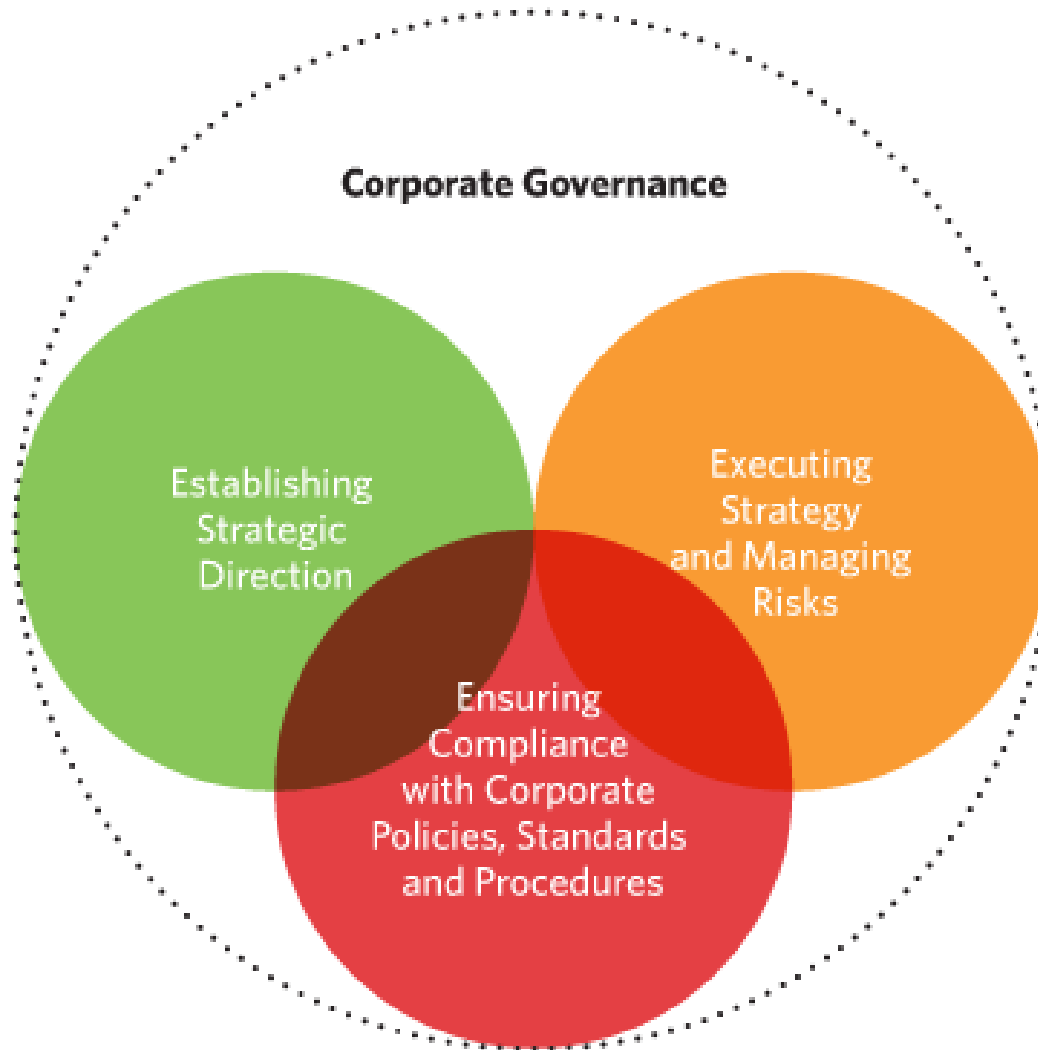 Corporate Governance
Establishing
Strategic
Direction
Executing
Strategy
and Managing
Risks
Ensuring
Compliance
with Corporate
Policies, Standards
and Procedures